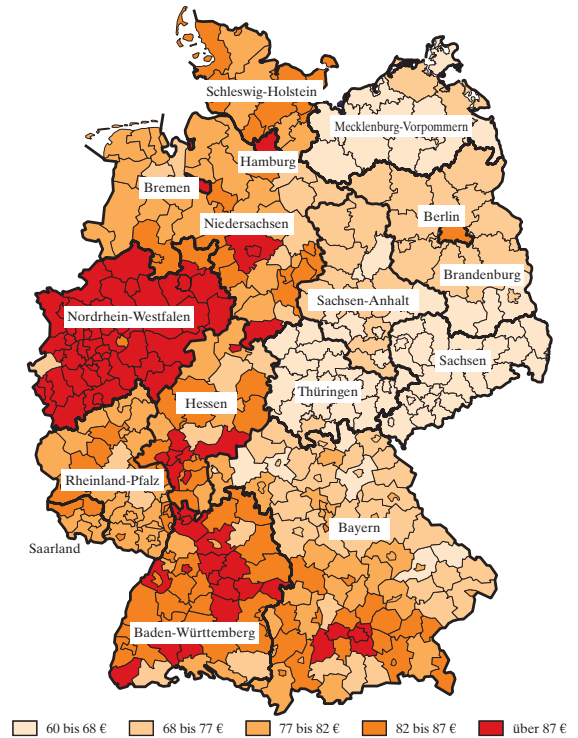 Schleswig-Holstein
Mecklenburg-Vorpommern
Hamburg
Bremen
Berlin
Niedersachsen
Brandenburg
Sachsen-Anhalt
Nordrhein-Westfalen
Sachsen
Thüringen
Hessen
Rheinland-Pfalz
Bayern
Saarland
Baden-Württemberg
60 bis 68 € 68 bis 77 € 77 bis 82 € 82 bis 87 € über 87 €